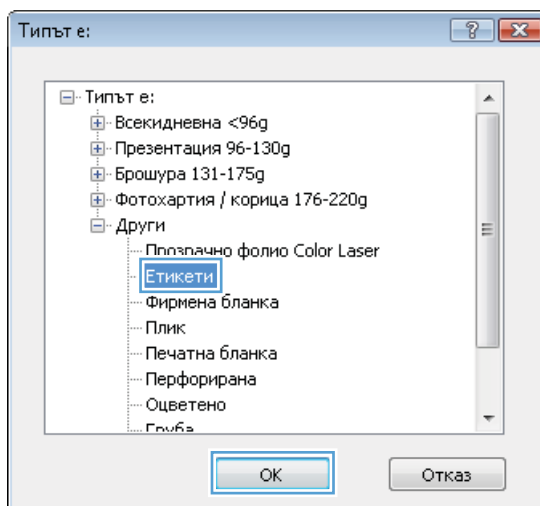 Типът е:
Типът е:
Всекидневна <96g
Презентация 96-130g
Брошура 131-175g
Фотохартия / корица 176-220g
Други
Прозрачно фолио Color Laser
Етикети
Фирмена бланка
Плик
Печатна бланка
Перфорирана
Оцветено
Груба
OK
Отказ